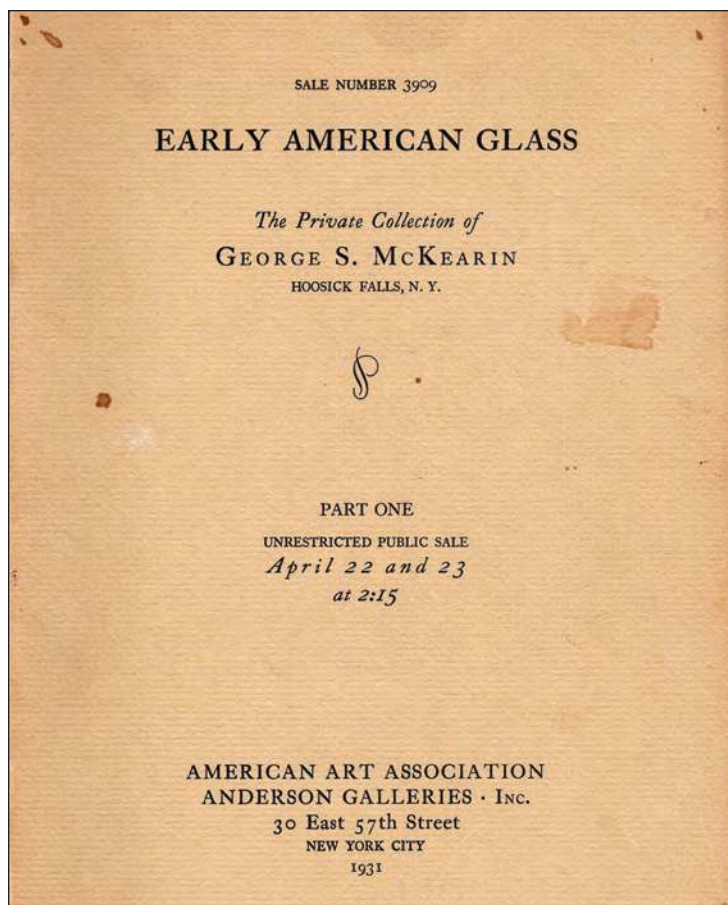 SALE NUMBER 3909
EARLY AMERICAN GLASS
The Private Collection of
GEORGE S. McKEARIN
HOOSICK FALLS, N. Y.
PART ONE
UNRESTRICTED PUBLIC SALE
April 22 and 23
at 2:15
AMERICAN ART ASSOCIATION
ANDERSON GALLERIES · INC.
30 East 57th Street
NEW YORK CITY
1931